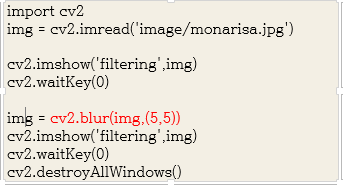 import cv2
img = cv2.imread('image/monarisa.jpg')
cv2.imshow('filtering',img)
cv2.waitKey(0)
img = cv2.blur(img,(5,5))
cv2.imshow('filtering',img)
cv2.waitKey(0)
cv2.destroyAllWindows()